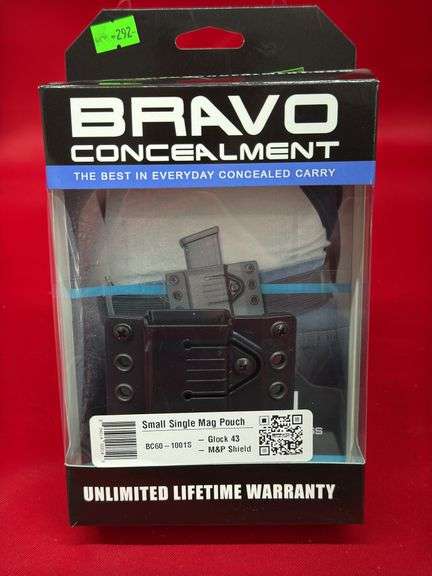 292-
BRAVO
CONCEALMENT
THE BEST IN EVERYDAY CONCEALED CARRY
Small Single Mag Pouch
BC60-1001S – Glock 43
– M&P Shield
UNLIMITED LIFETIME WARRANTY